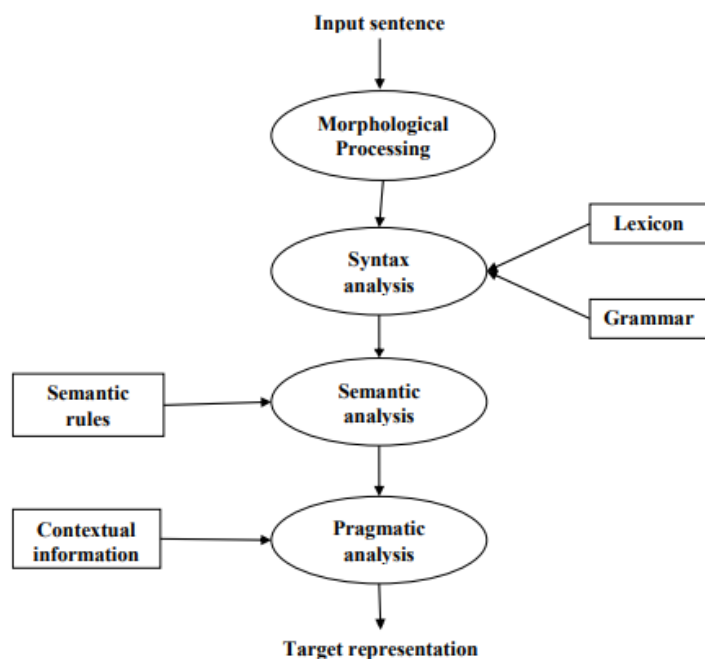 Input sentence
Morphological
Processing
Lexicon
Syntax
analysis
Grammar
Semantic
rules
Semantic
analysis
Contextual
information
Pragmatic
analysis
Target representation